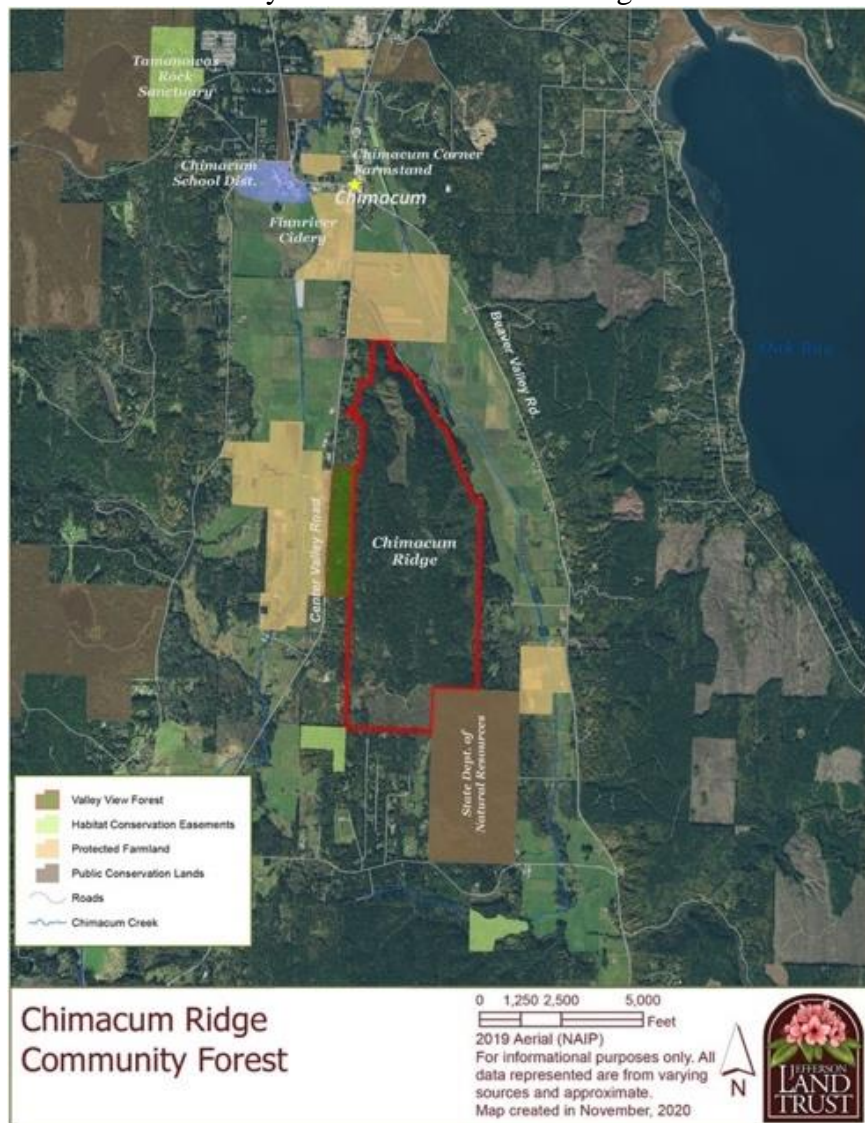 Tamanowas
Rock
Sanctuary
Chimacum
School Dist.
Chimacum Corner
Farmstand
Chimacum
Finnriver
Cidery
Beaver Valley Rd.
Oak Bay
Center Valley Road
Chimacum
Ridge
State Dept. of
Natural Resources
Valley View Forest
Habitat Conservation Easements
Protected Farmland
Public Conservation Lands
Roads
Chimacum Creek
Chimacum Ridge
Community Forest
0 1,250 2,500 5,000
Feet
2019 Aerial (NAIP)
For informational purposes only. All
data represented are from varying
sources and approximate.
Map created in November, 2020
N
JEFFERSON
LAND
TRUST